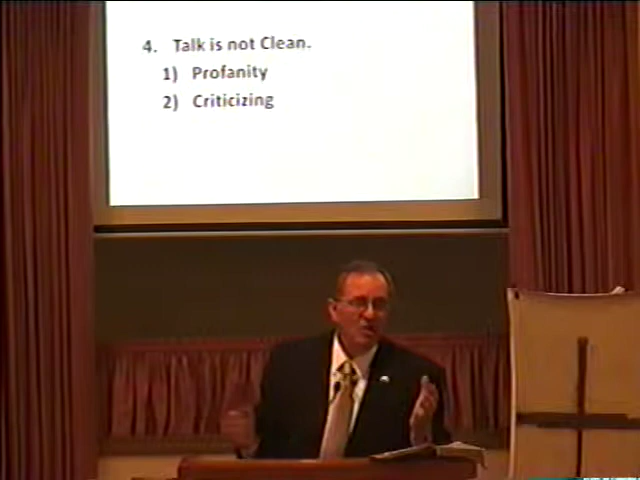 4. Talk is not Clean.
1) Profanity
2) Criticizing